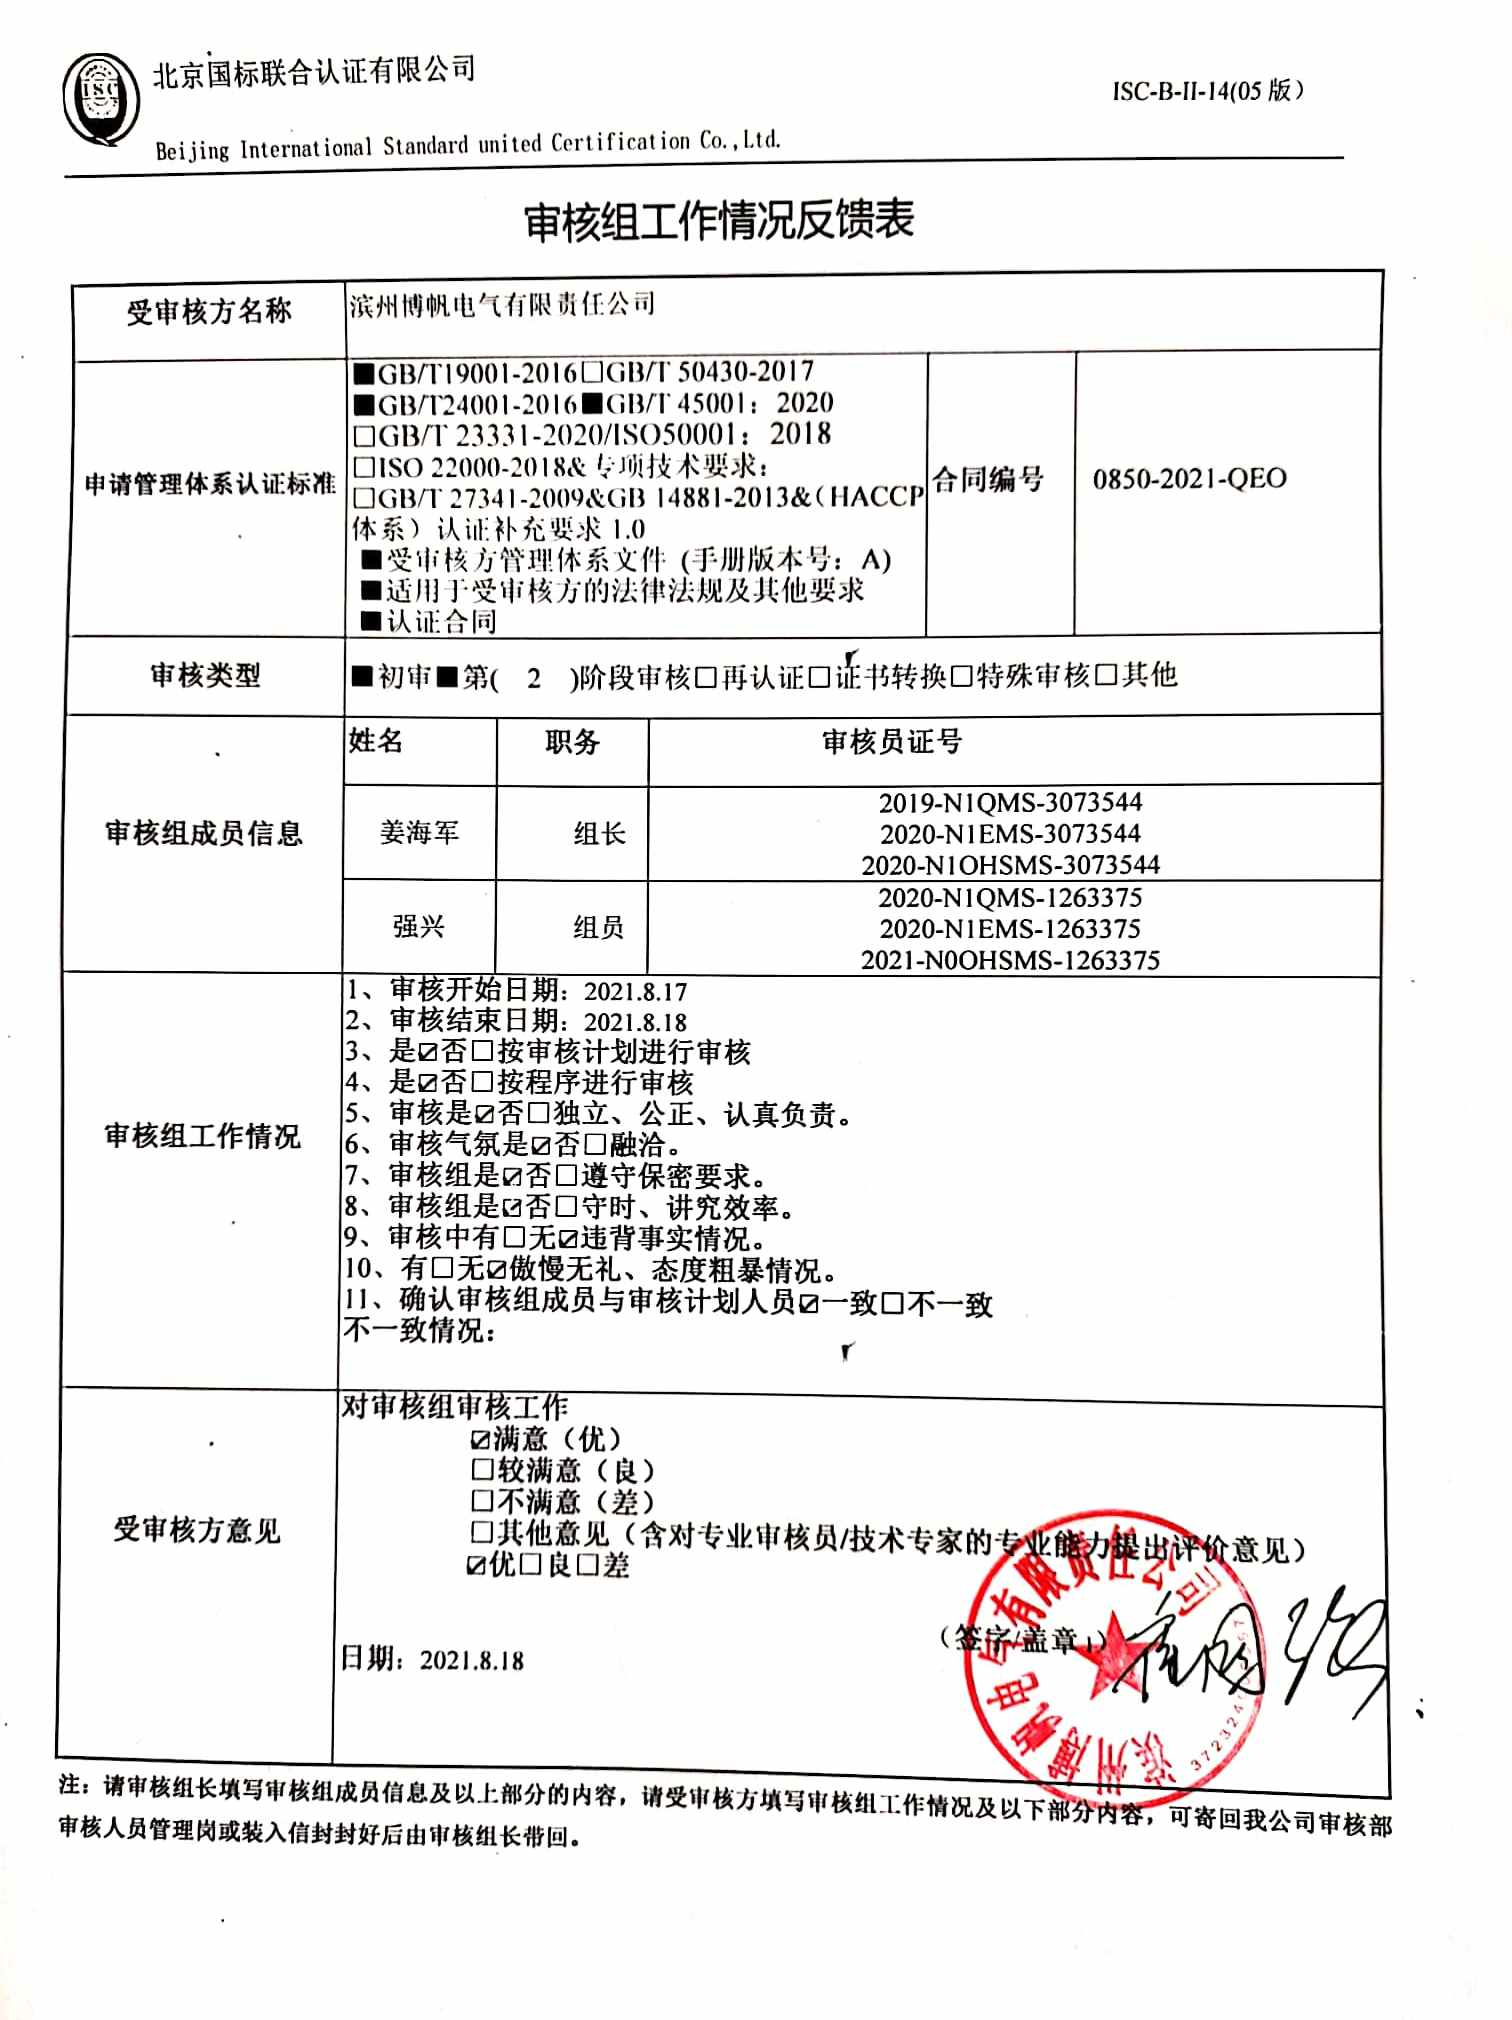 ISC
北京国标联合认证有限公司
ISC-B-II-14(05 版）
Beijing International Standard united Certification Co.,Ltd.
审核组工作情况反馈表
受审核方名称
滨州博帆电气有限责任公司
申请管理体系认证标准
■GB/T19001-2016□GB/T 50430-2017
■GB/T24001-2016■GB/T 45001：2020
□GB/T 23331-2020/ISO50001：2018
□ISO 22000-2018& 专项技术要求：
□GB/T 27341-2009&GB 14881-2013&（HACCP
体系）认证补充要求 1.0
■受审核方管理体系文件 (手册版本号：A)
■适用于受审核方的法律法规及其他要求
■认证合同
合同编号
0850-2021-QEO
审核类型
■初审■第( 2 )阶段审核□再认证□证书转换□特殊审核□其他
审核组成员信息
姓名 职务 审核员证号
姜海军 组长
2019-N1QMS-3073544
2020-N1EMS-3073544
2020-N1OHSMS-3073544
强兴 组员
2020-N1QMS-1263375
2020-N1EMS-1263375
2021-N0OHSMS-1263375
审核组工作情况
1、审核开始日期：2021.8.17
2、审核结束日期：2021.8.18
3、是☑否□按审核计划进行审核
4、是☑否□按程序进行审核
5、审核是☑否□独立、公正、认真负责。
6、审核气氛是☑否□融洽。
7、审核组是☑否□遵守保密要求。
8、审核组是☑否□守时、讲究效率。
9、审核中有□无☑违背事实情况。
10、有□无☑傲慢无礼、态度粗暴情况。
11、确认审核组成员与审核计划人员☑一致□不一致
不一致情况：
受审核方意见
对审核组审核工作
☑满意（优）
□较满意（良）
□不满意（差）
□其他意见（含对专业审核员/技术专家的专业能力提出评价意见）
☑优□良□差
（签字/盖章）
日期：2021.8.18
滨州博帆电气有限责任公司
注：请审核组长填写审核组成员信息及以上部分的内容，请受审核方填写审核组工作情况及以下部分内容，可寄回我公司审核部
审核人员管理岗或装入信封封好后由审核组长带回。